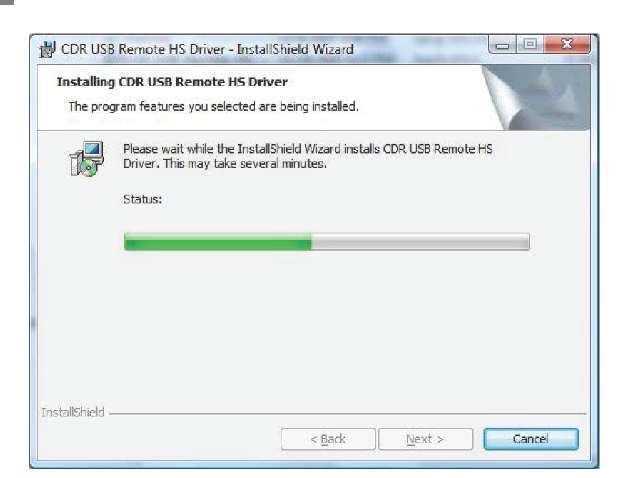 CDR USB Remote HS Driver - InstallShield Wizard
Installing CDR USB Remote HS Driver
The program features you selected are being installed.
Please wait while the InstallShield Wizard installs CDR USB Remote HS
Driver. This may take several minutes.
Status:
InstallShield
< Back Next > Cancel